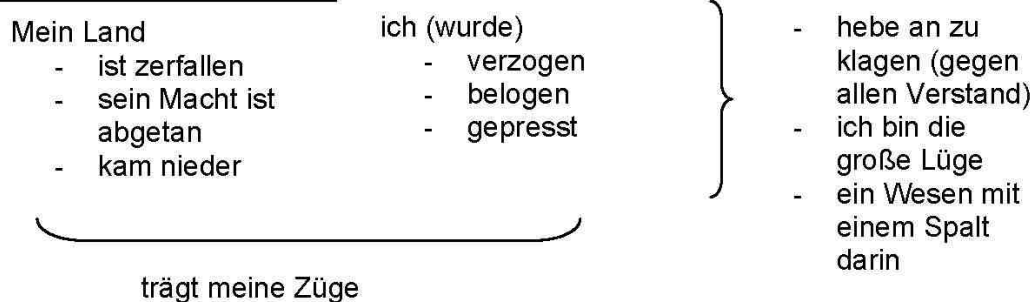 Mein Land
- ist zerfallen
- sein Macht ist
abgetan
- kam nieder
ich (wurde)
- verzogen
- belogen
- gepresst
- hebe an zu
klagen (gegen
allen Verstand)
- ich bin die
große Lüge
- ein Wesen mit
einem Spalt
darin
trägt meine Züge